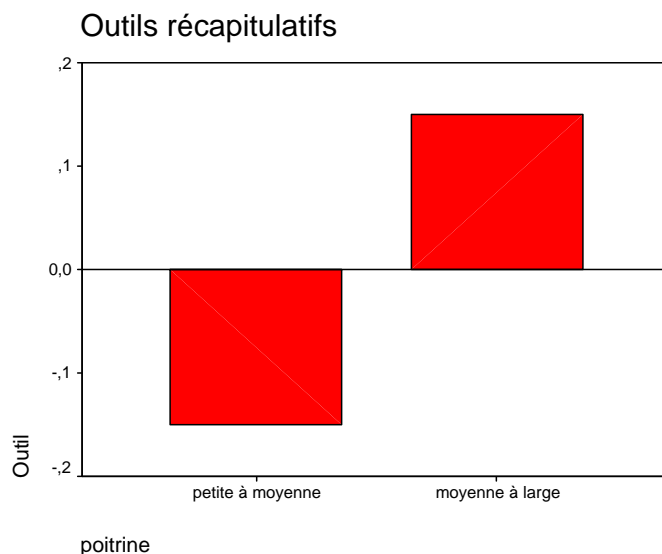 Outils récapitulatifs
,2
,1
0,0
-,1
-,2
Outil
petite à moyenne
moyenne à large
poitrine